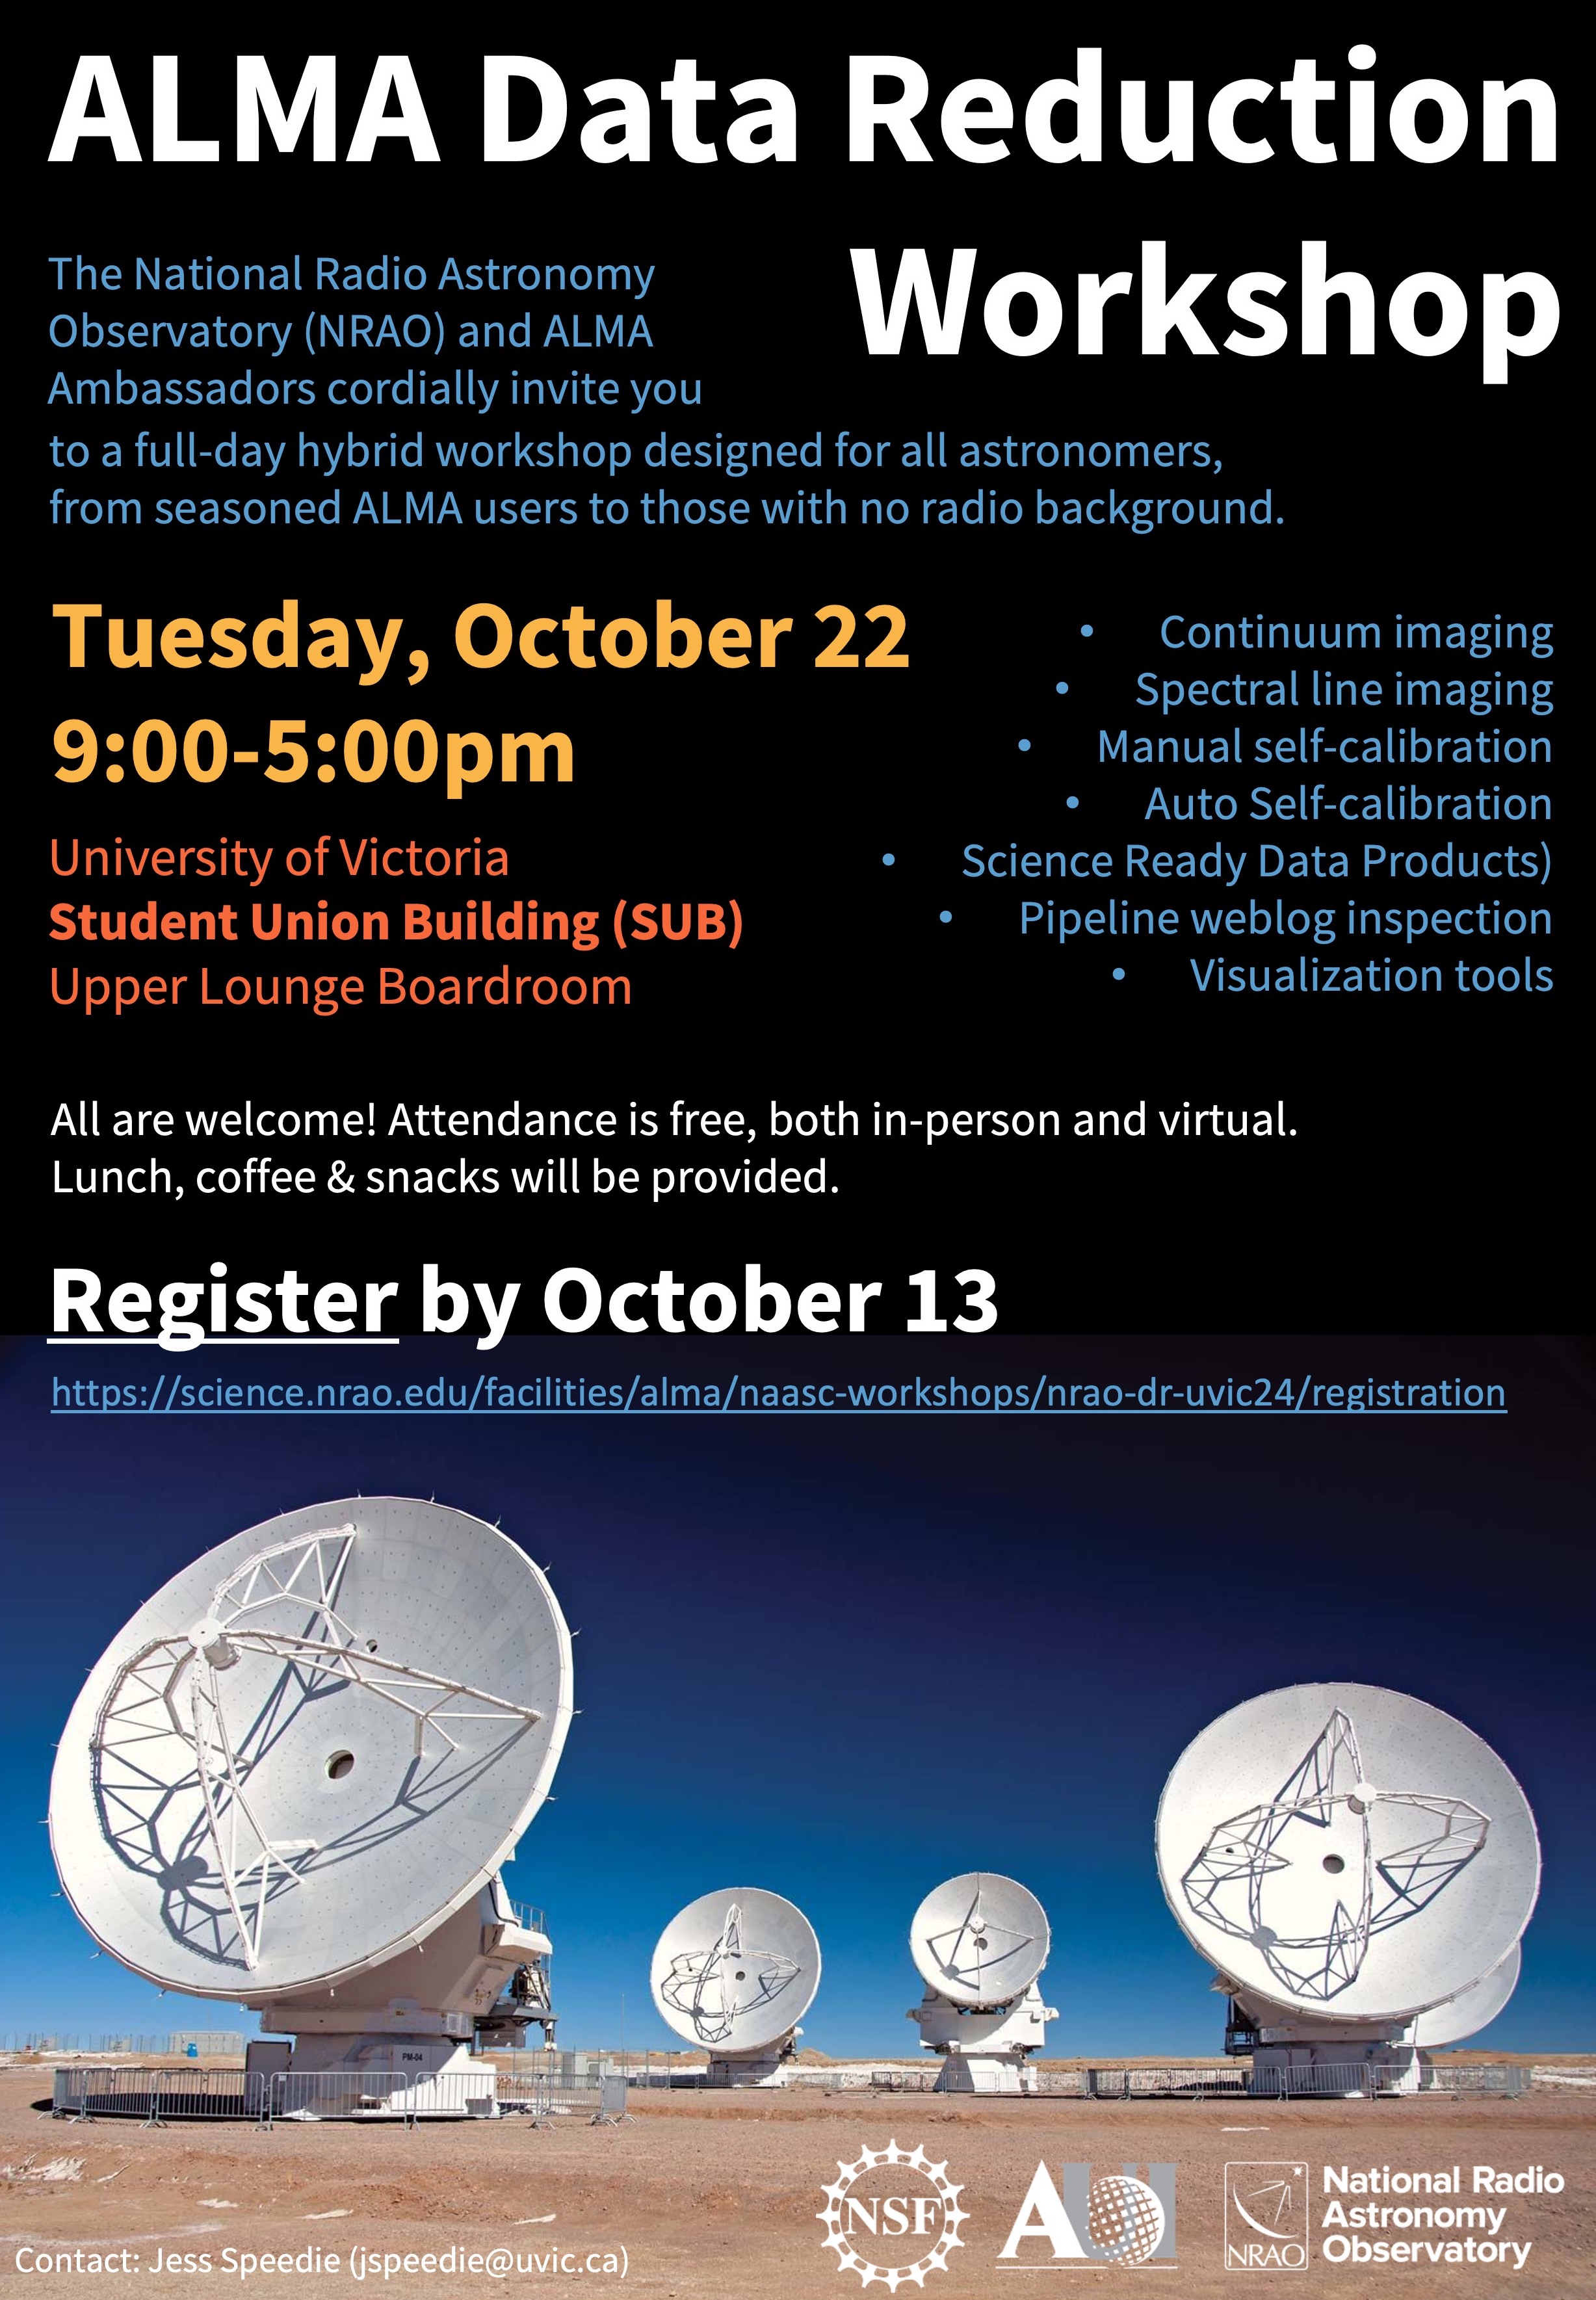 ALMA Data Reduction
Workshop
The National Radio Astronomy
Observatory (NRAO) and ALMA
Ambassadors cordially invite you
to a full-day hybrid workshop designed for all astronomers,
from seasoned ALMA users to those with no radio background.
Tuesday, October 22
9:00-5:00pm
University of Victoria
Student Union Building (SUB)
Upper Lounge Boardroom
• Continuum imaging
• Spectral line imaging
• Manual self-calibration
• Auto Self-calibration
• Science Ready Data Products)
• Pipeline weblog inspection
• Visualization tools
All are welcome! Attendance is free, both in-person and virtual.
Lunch, coffee & snacks will be provided.
Register by October 13
https://science.nrao.edu/facilities/alma/naasc-workshops/nrao-dr-uvic24/registration
PM-04
Contact: Jess Speedie (jspeedie@uvic.ca)
NSF
AUI
NRAO
National Radio
Astronomy
Observatory